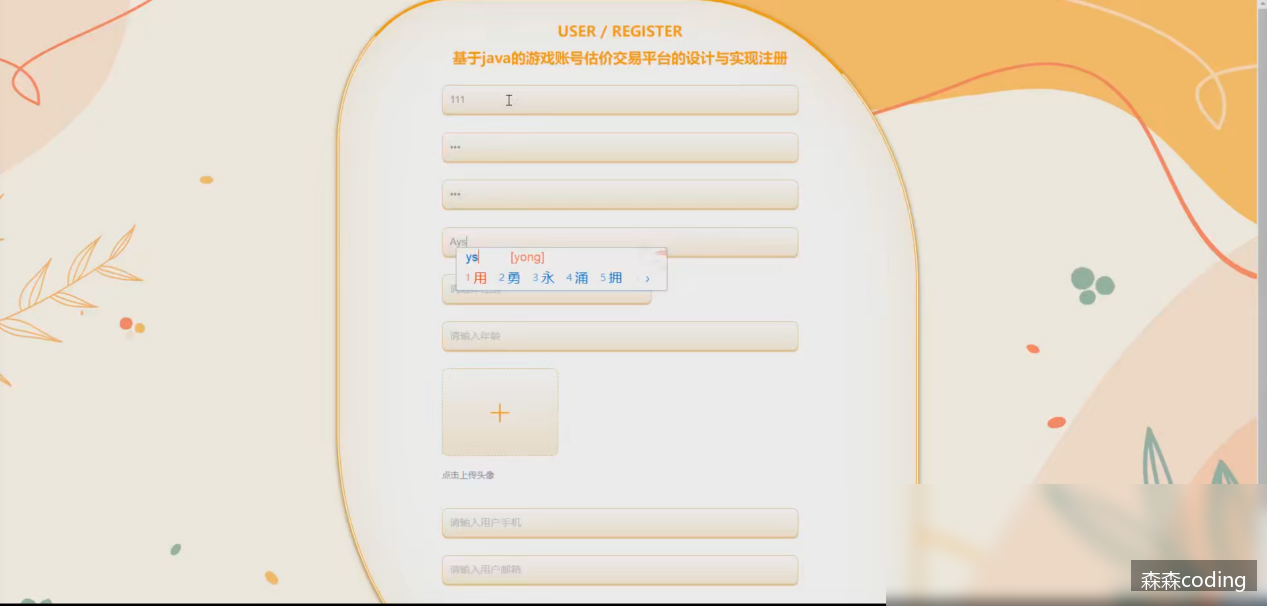 USER / REGISTER
基于java的游戏账号估价交易平台的设计与实现注册
111
•••
•••
Ays
ys [yong]
1用 2勇 3永 4涌 5拥 ›
请输入年龄
点击上传头像
请输入用户手机
请输入用户邮箱
森森coding